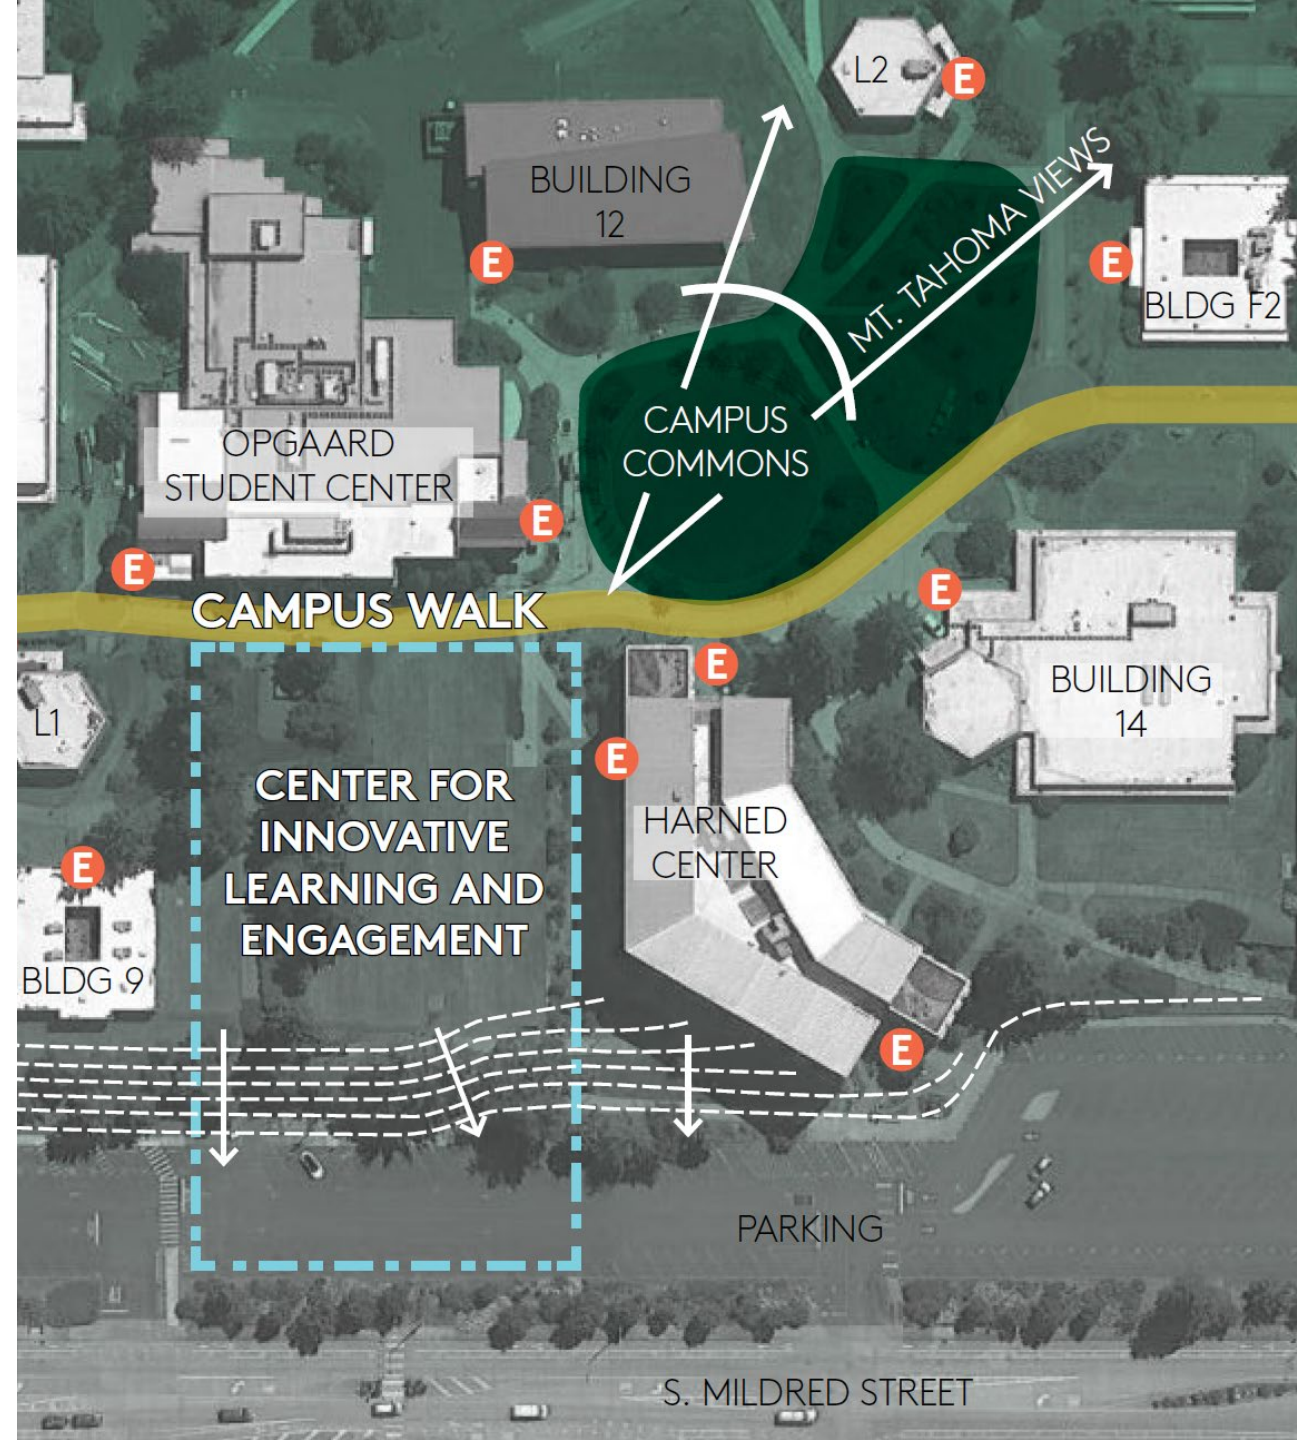 L2
E
BUILDING
12
MT. TAHOMA VIEWS
E
E
BLDG F2
CAMPUS
COMMONS
OPGAARD
STUDENT CENTER
E
E
E
CAMPUS WALK
E
L1
BUILDING
14
E
CENTER FOR
INNOVATIVE
LEARNING AND
ENGAGEMENT
HARNED
CENTER
E
BLDG 9
E
PARKING
S. MILDRED STREET